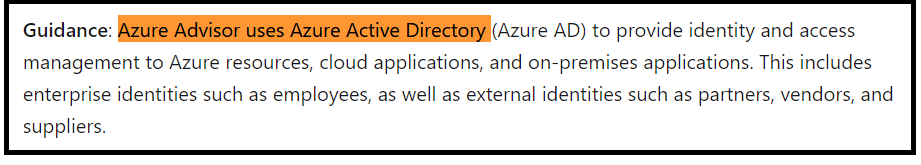 Guidance: Azure Advisor uses Azure Active Directory (Azure AD) to provide identity and access
management to Azure resources, cloud applications, and on-premises applications. This includes
enterprise identities such as employees, as well as external identities such as partners, vendors, and
suppliers.